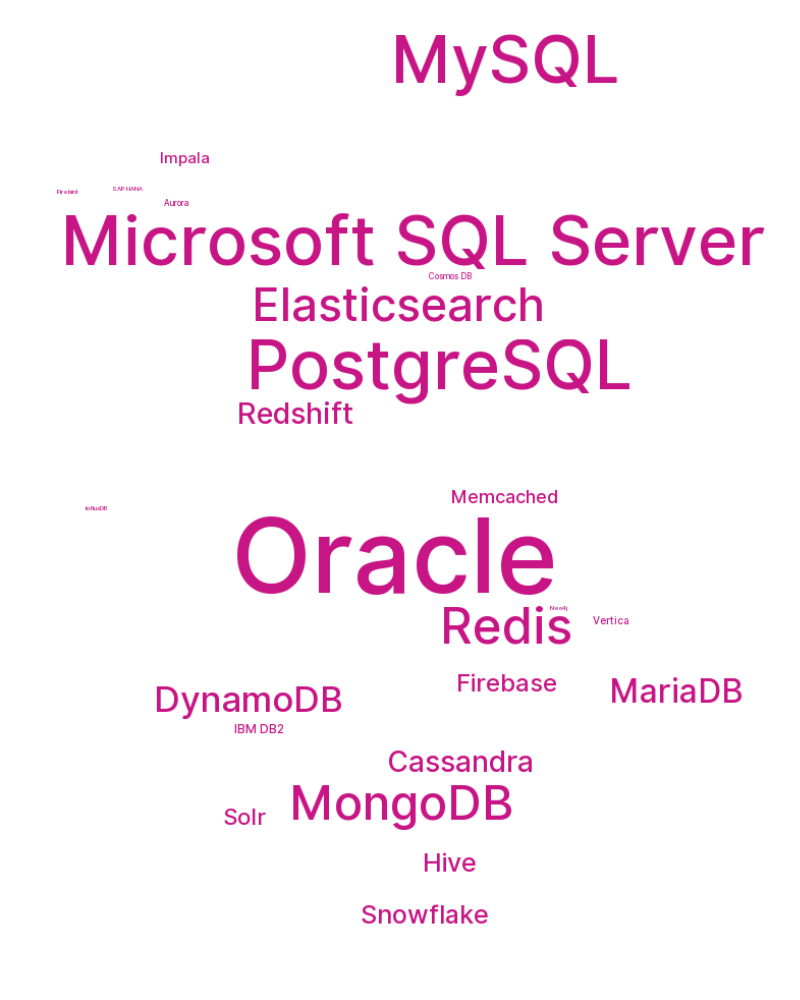 MySQL
Impala
SAP HANA
Firebird
Aurora
Microsoft SQL Server
Cosmos DB
Elasticsearch
PostgreSQL
Redshift
Memcached
InfluxDB
Oracle
Neo4j
Redis
Vertica
Firebase
MariaDB
DynamoDB
IBM DB2
Cassandra
MongoDB
Solr
Hive
Snowflake